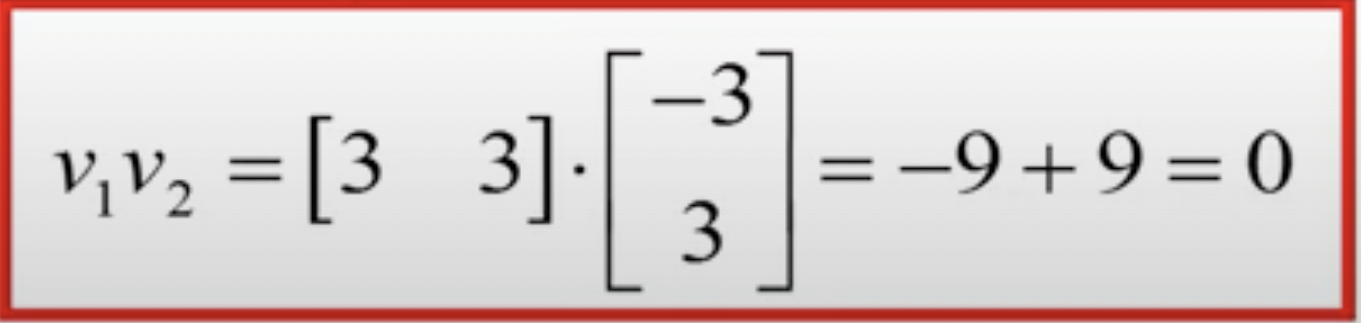 v₁v₂ = [3 3] · [−3 3] = −9 + 9 = 0